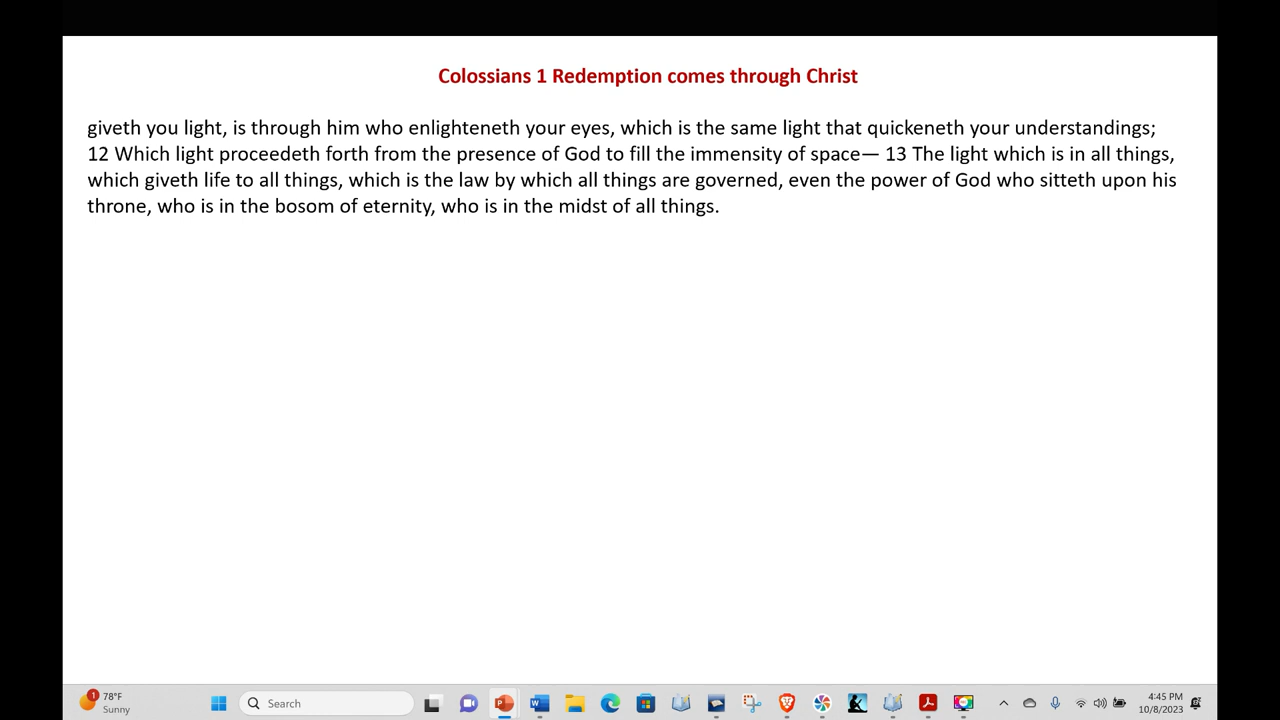 Colossians 1 Redemption comes through Christ
giveth you light, is through him who enlighteneth your eyes, which is the same light that quickeneth your understandings;
12 Which light proceedeth forth from the presence of God to fill the immensity of space— 13 The light which is in all things,
which giveth life to all things, which is the law by which all things are governed, even the power of God who sitteth upon his
throne, who is in the bosom of eternity, who is in the midst of all things.
1
78°F
Sunny
Search
4:45 PM
10/8/2023